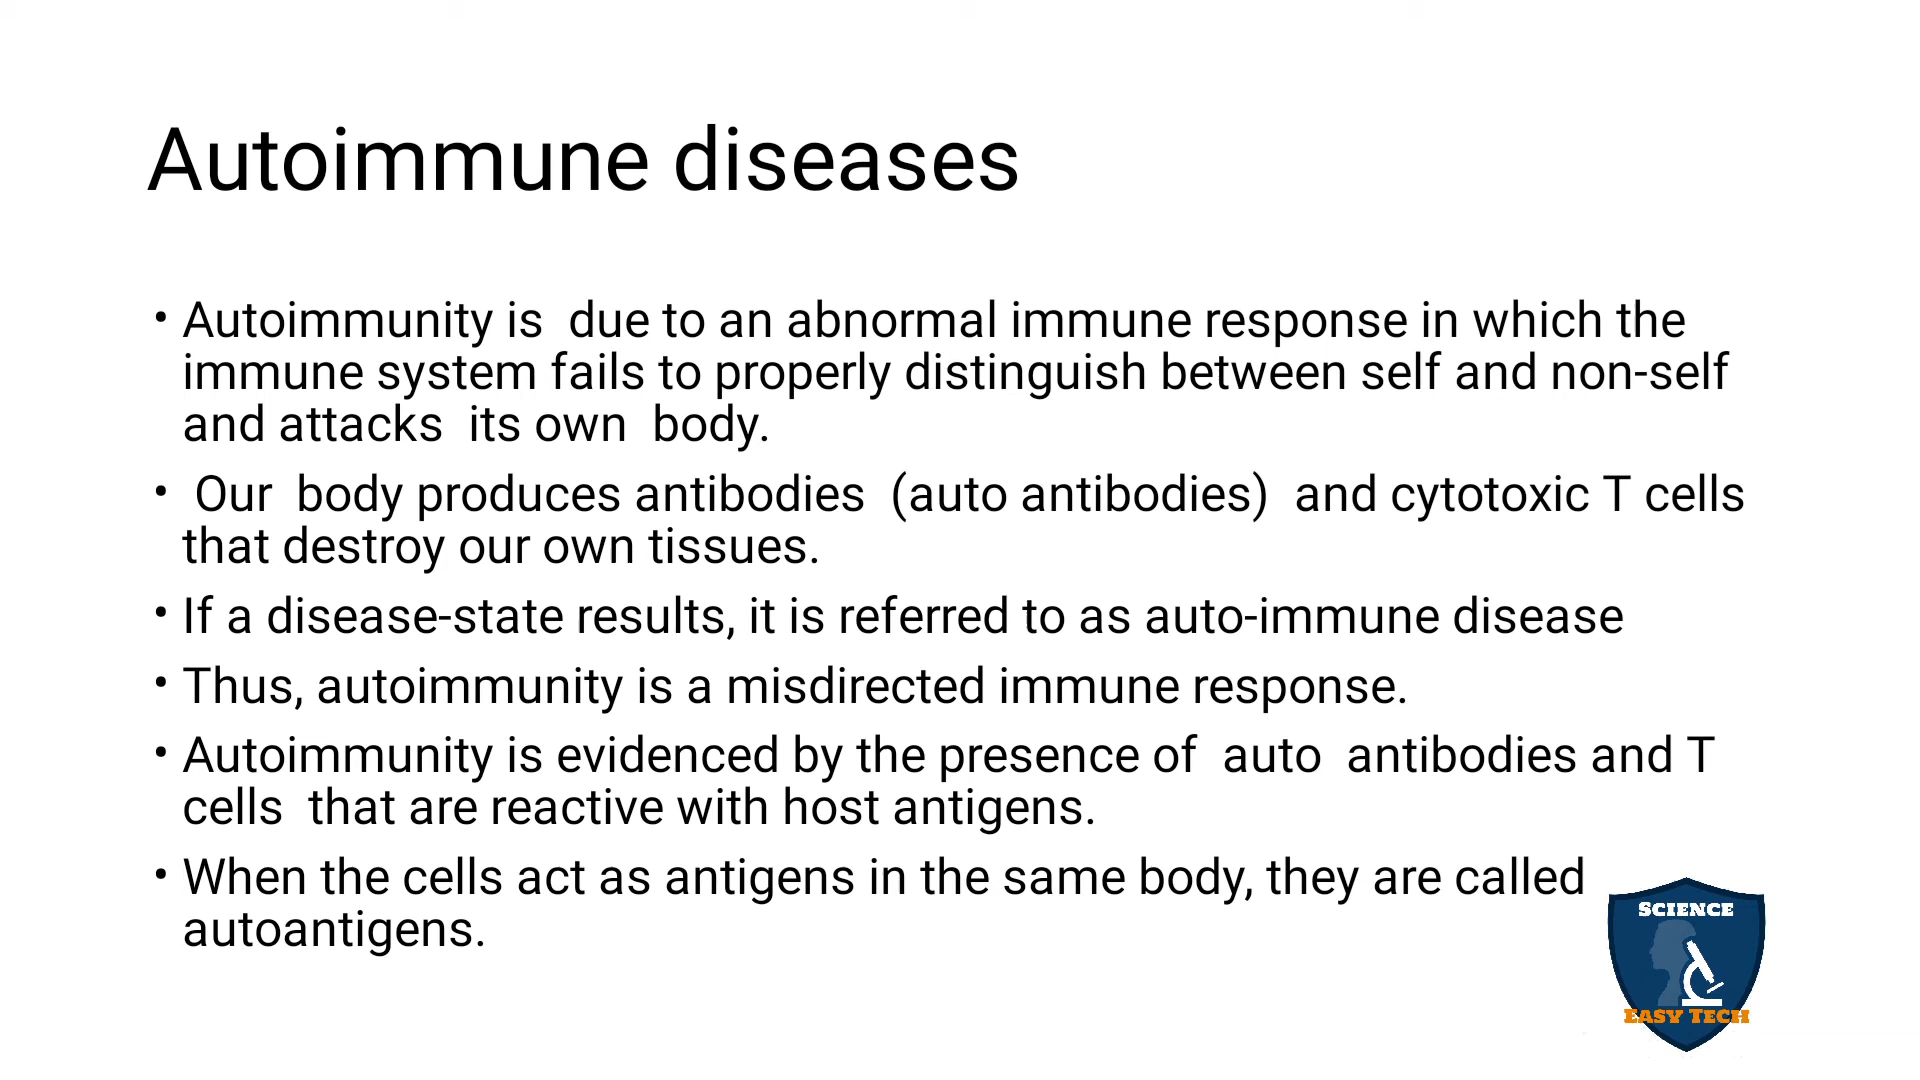 Autoimmune diseases
• Autoimmunity is  due to an abnormal immune response in which the
immune system fails to properly distinguish between self and non-self
and attacks  its own  body.
•  Our  body produces antibodies  (auto antibodies)  and cytotoxic T cells
that destroy our own tissues.
• If a disease-state results, it is referred to as auto-immune disease
• Thus, autoimmunity is a misdirected immune response.
• Autoimmunity is evidenced by the presence of  auto  antibodies and T
cells  that are reactive with host antigens.
• When the cells act as antigens in the same body, they are called
autoantigens.
SCIENCE
EASY TECH